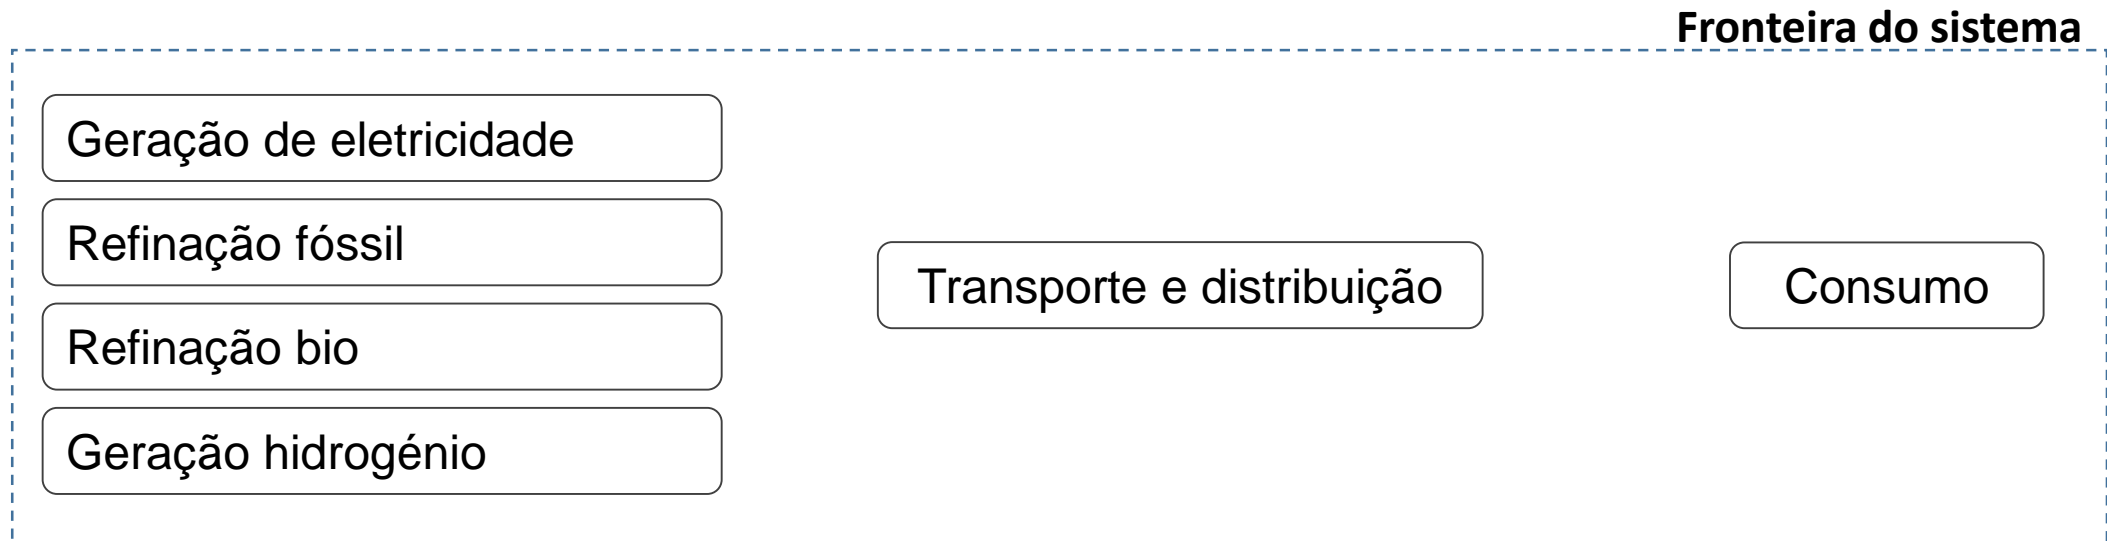 Fronteira do sistema
Geração de eletricidade
Refinação fóssil
Refinação bio
Geração hidrogénio
Transporte e distribuição
Consumo